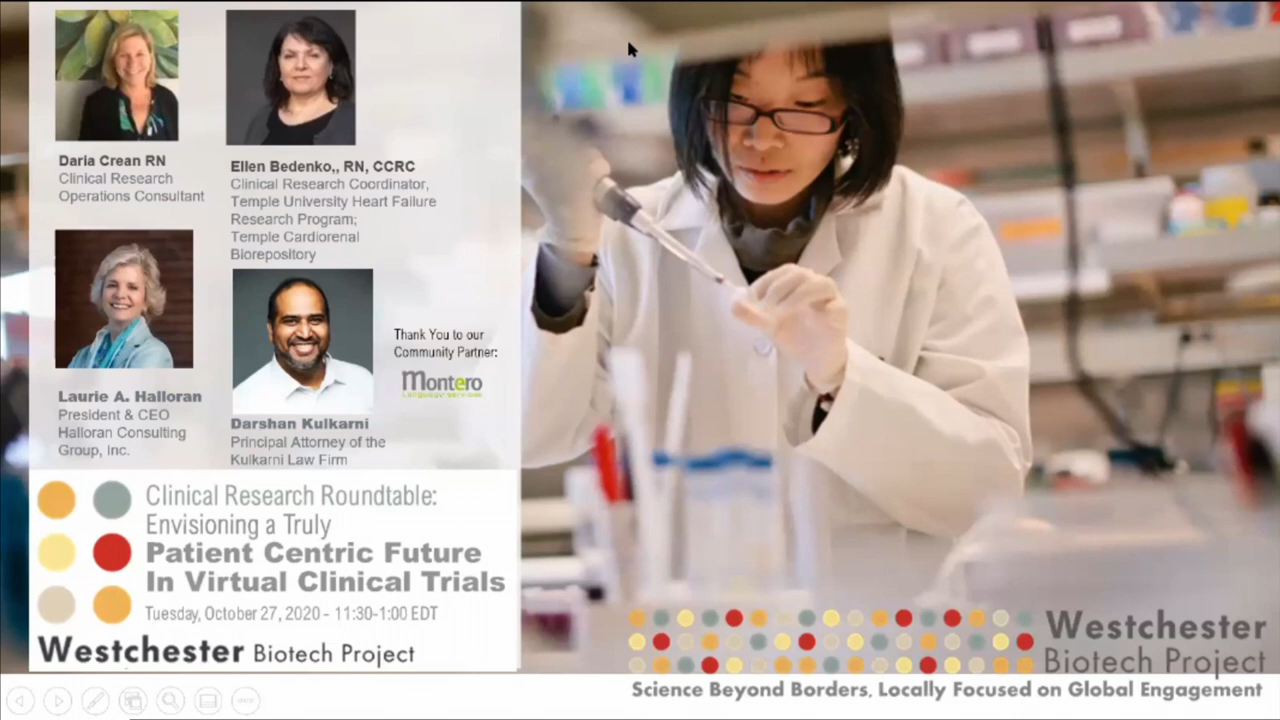 Daria Crean RN
Clinical Research
Operations Consultant
Ellen Bedenko,, RN, CCRC
Clinical Research Coordinator,
Temple University Heart Failure
Research Program;
Temple Cardiorenal
Biorepository
Laurie A. Halloran
President & CEO
Halloran Consulting
Group, Inc.
Darshan Kulkarni
Principal Attorney of the
Kulkarni Law Firm
Thank You to our
Community Partner:
Montero
Language Services
Clinical Research Roundtable:
Envisioning a Truly
Patient Centric Future
In Virtual Clinical Trials
Tuesday, October 27, 2020 - 11:30-1:00 EDT
Westchester Biotech Project
Westchester
Biotech Project
Science Beyond Borders, Locally Focused on Global Engagement